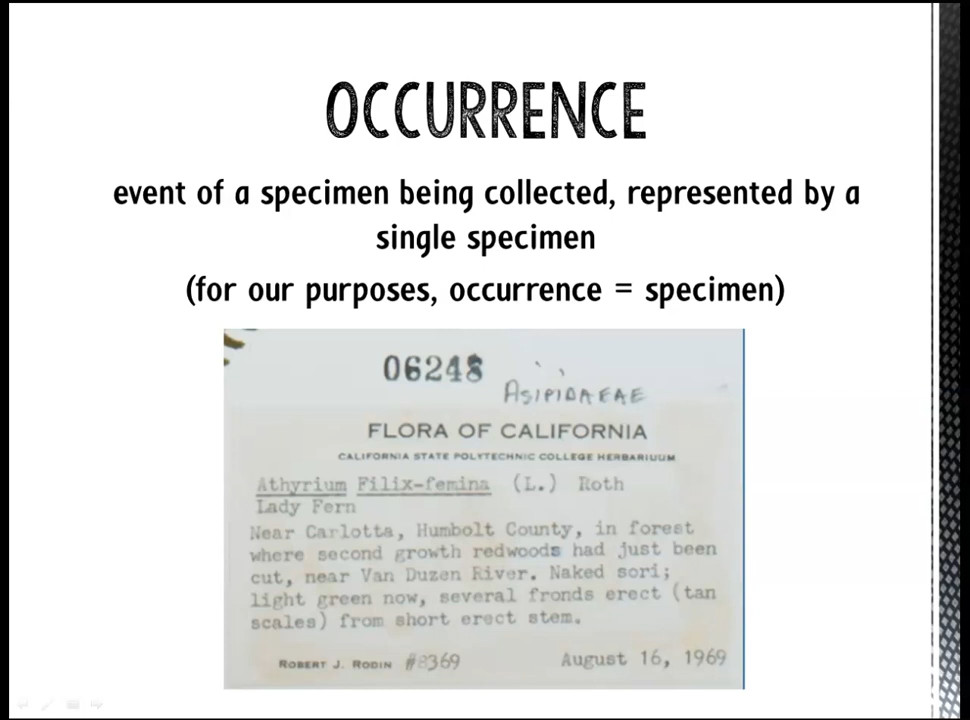 OCCURRENCE
event of a specimen being collected, represented by a
single specimen
(for our purposes, occurrence = specimen)
06248
ASIPIDAEAE
FLORA OF CALIFORNIA
CALIFORNIA STATE POLYTECHNIC COLLEGE HERBARIUUM
Athyrium Filix-femina (L.) Roth
Lady Fern
Near Carlotta, Humbolt County, in forest
where second growth redwoods had just been
cut, near Van Duzen River. Naked sori;
light green now, several fronds erect (tan
scales) from short erect stem.
ROBERT J. RODIN #8369 August 16, 1969